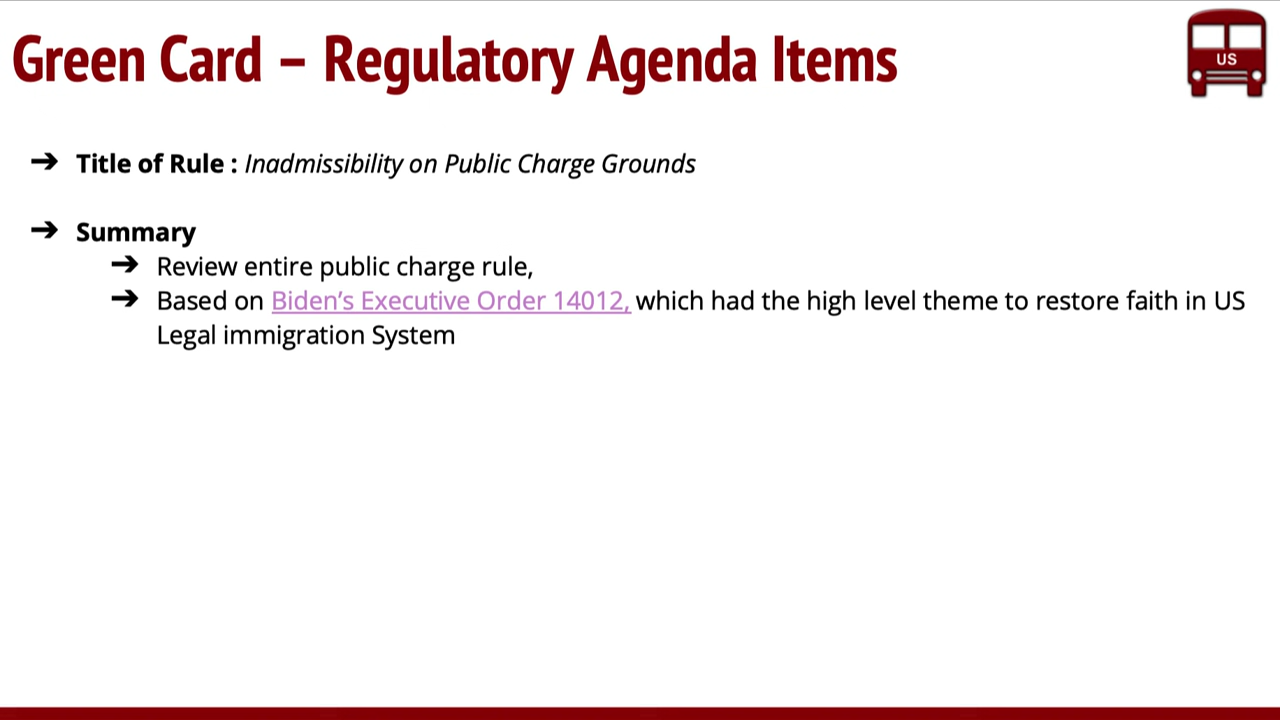 Green Card – Regulatory Agenda Items
US
➔ Title of Rule : Inadmissibility on Public Charge Grounds
➔ Summary
➔ Review entire public charge rule,
➔ Based on Biden’s Executive Order 14012, which had the high level theme to restore faith in US
Legal immigration System